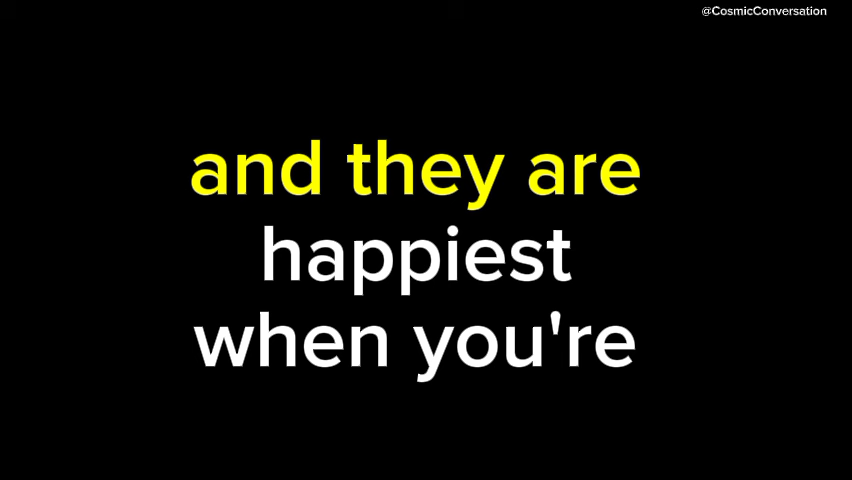 @CosmicConversation
and they are
happiest
when you're